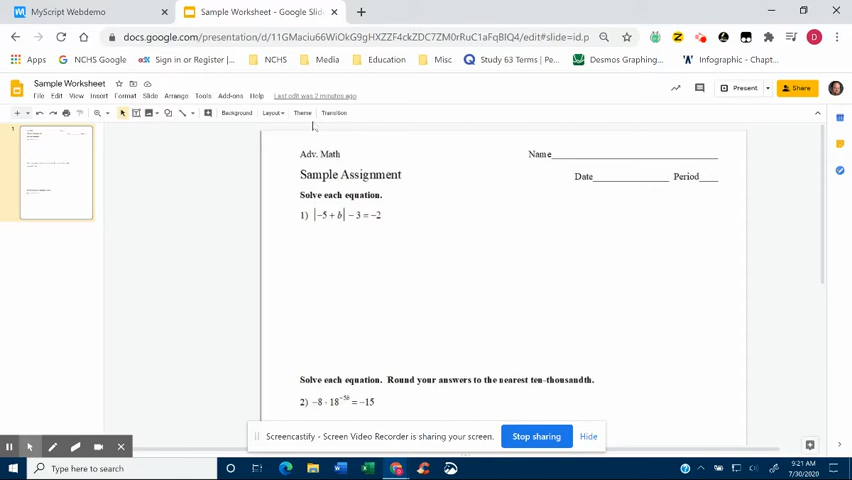 MyScript Webdemo
Sample Worksheet - Google Slid
docs.google.com/presentation/d/11GMaciu66WiOkG9gHXZZF4ckZDC7ZM0rRuC1aFqBIQ4/edit#slide=id.p
Apps NCHS Google Sign in or Register |... NCHS Media Education Misc Study 63 Terms | P... Desmos Graphing... Infographic - Chapt...
Sample Worksheet
File Edit View Insert Format Slide Arrange Tools Add-ons Help Last edit was 2 minutes ago
Present Share
Background Layout Theme Transition
1
Adv. Math Name
Sample Assignment Date Period
Solve each equation.
1) |−5 + b| − 3 = −2
Solve each equation. Round your answers to the nearest ten-thousandth.
2) −8 · 18^−5b = −15
Screencastify - Screen Video Recorder is sharing your screen. Stop sharing Hide
Type here to search
9:21 AM
7/30/2020